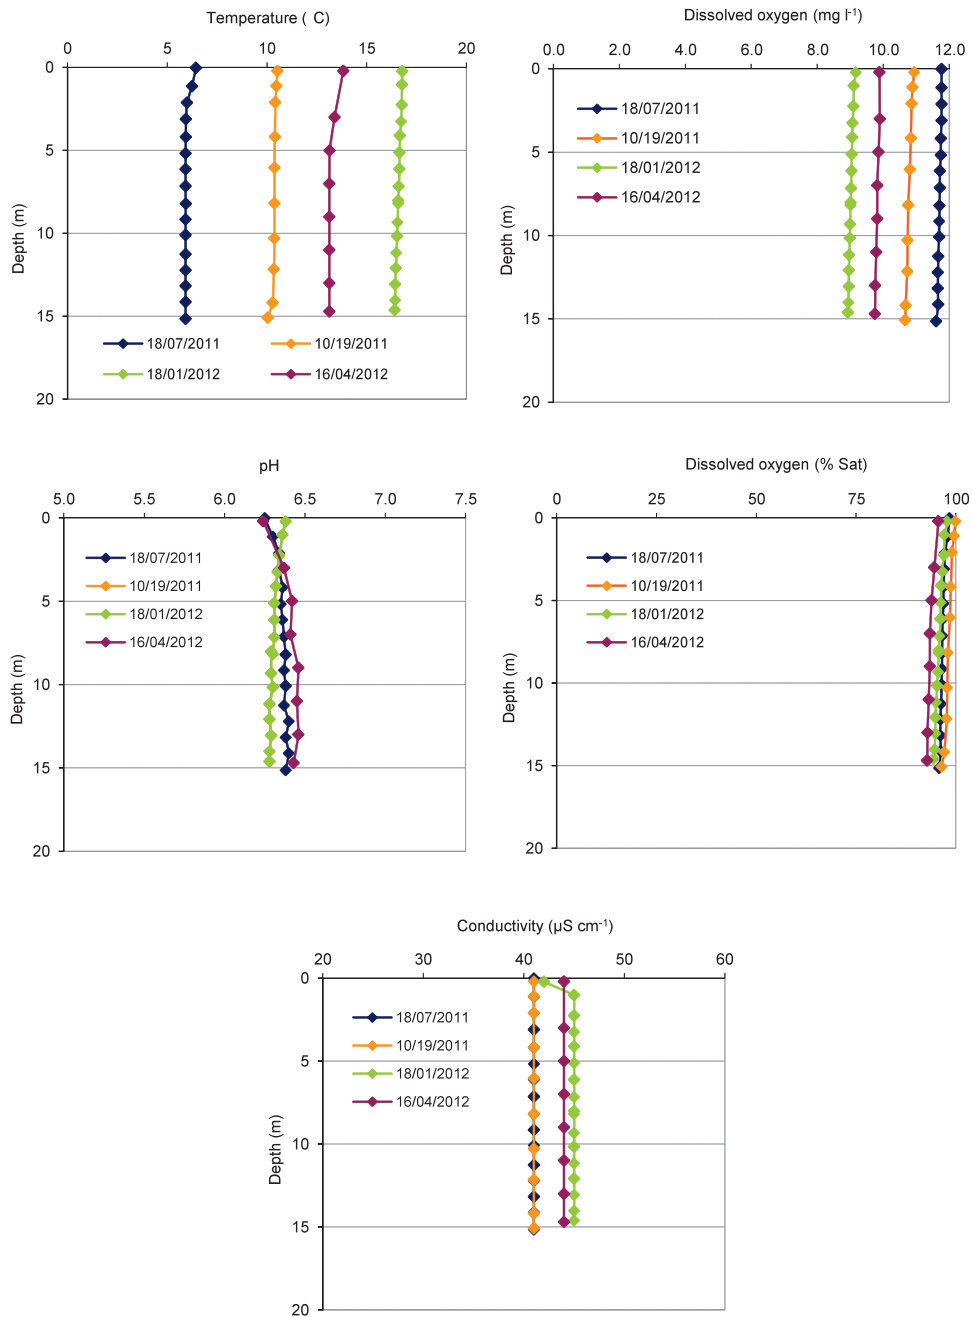 Temperature ( C)
0 5 10 15 20
0
5
10
15
20
Depth (m)
18/07/2011 10/19/2011
18/01/2012 16/04/2012
Dissolved oxygen (mg l-1)
0.0 2.0 4.0 6.0 8.0 10.0 12.0
0
5
10
15
20
Depth (m)
18/07/2011
10/19/2011
18/01/2012
16/04/2012
pH
5.0 5.5 6.0 6.5 7.0 7.5
0
5
10
15
20
Depth (m)
18/07/2011
10/19/2011
18/01/2012
16/04/2012
Dissolved oxygen (% Sat)
0 25 50 75 100
0
5
10
15
20
Depth (m)
18/07/2011
10/19/2011
18/01/2012
16/04/2012
Conductivity (µS cm-1)
20 30 40 50 60
0
5
10
15
20
Depth (m)
18/07/2011
10/19/2011
18/01/2012
16/04/2012